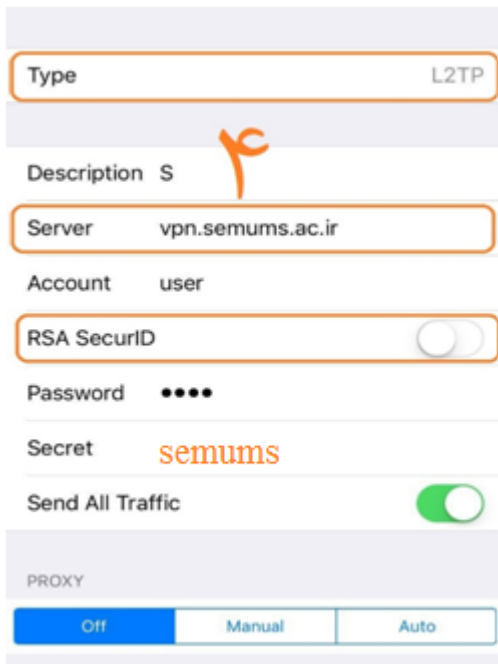 Type L2TP
۴
Description S
Server vpn.semums.ac.ir
Account user
RSA SecurID
Password ••••
Secret semums
Send All Traffic
PROXY
Off Manual Auto